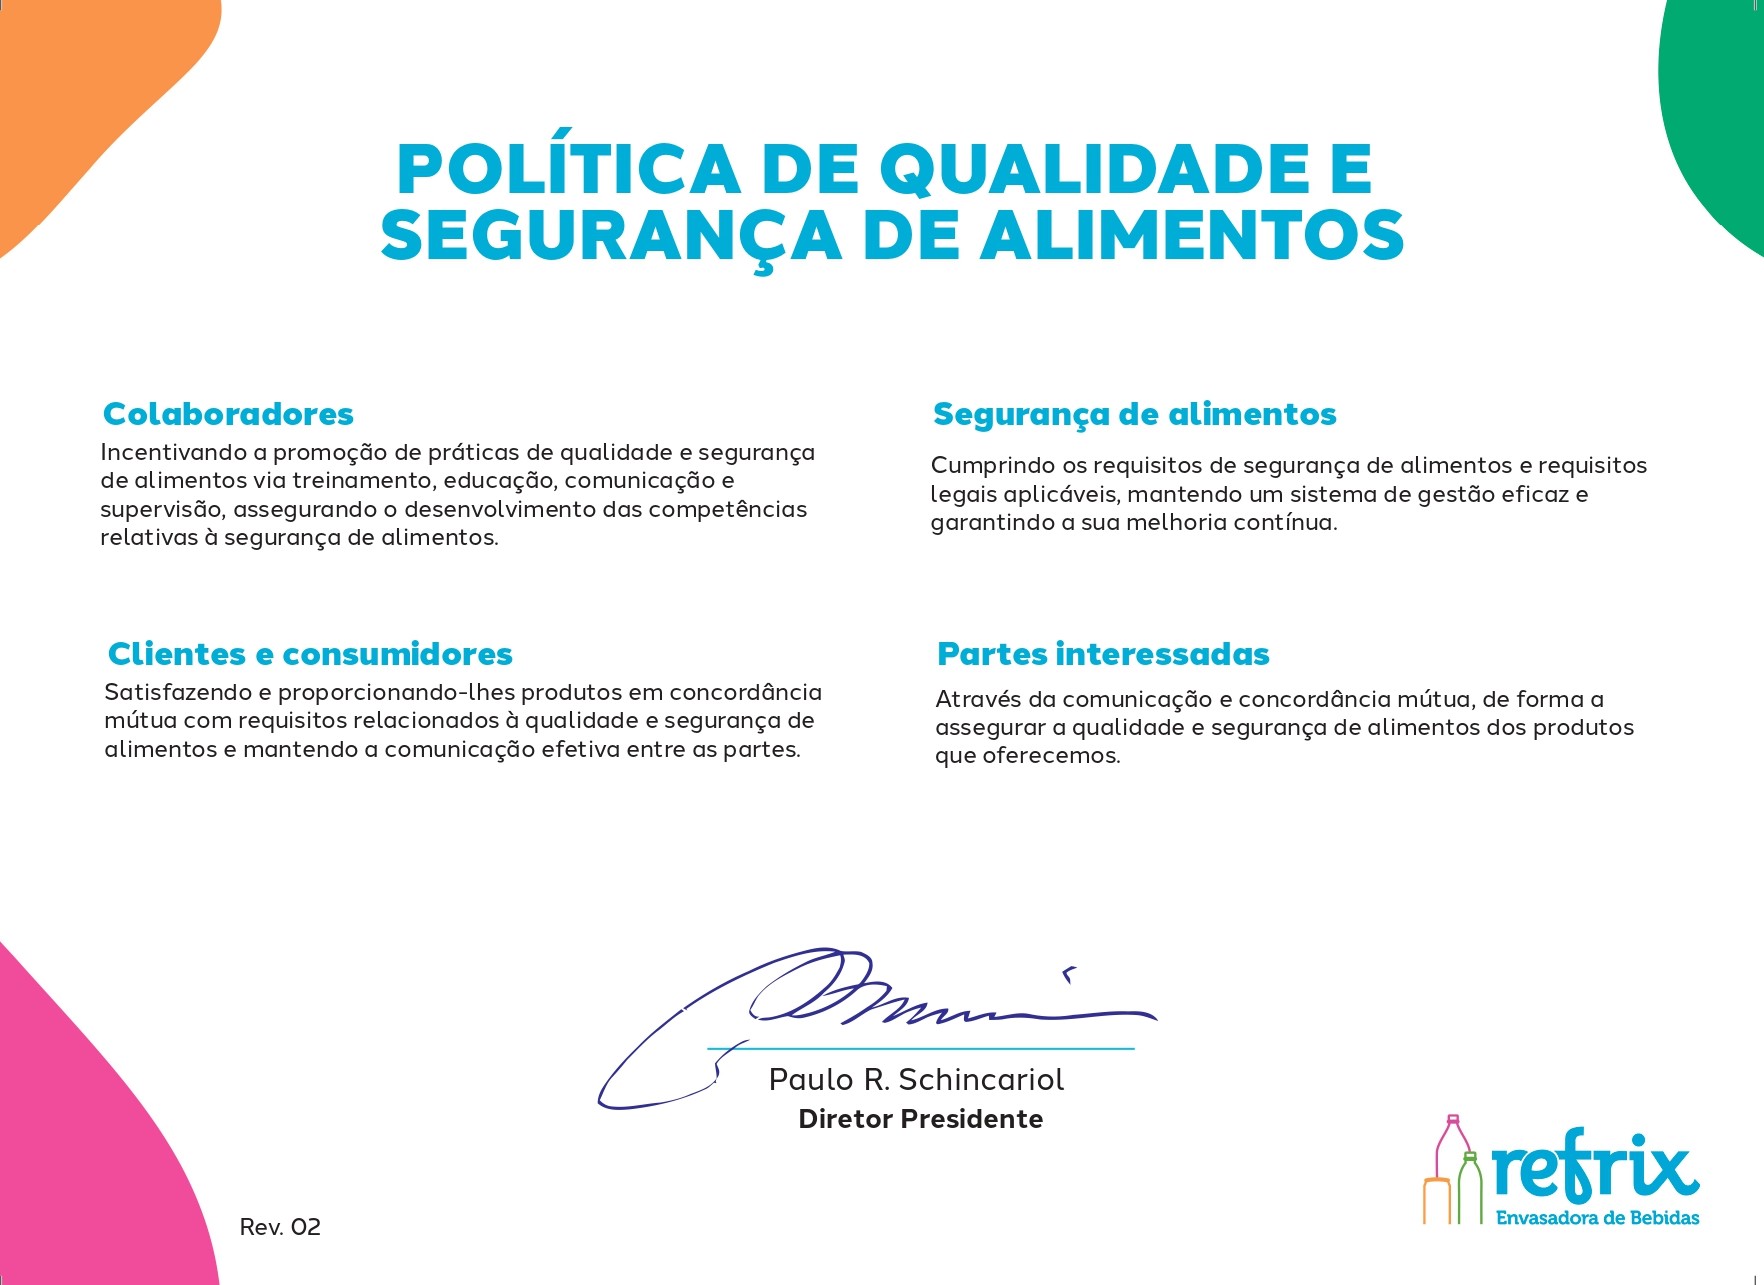 POLÍTICA DE QUALIDADE E
SEGURANÇA DE ALIMENTOS
Colaboradores
Incentivando a promoção de práticas de qualidade e segurança
de alimentos via treinamento, educação, comunicação e
supervisão, assegurando o desenvolvimento das competências
relativas à segurança de alimentos.
Segurança de alimentos
Cumprindo os requisitos de segurança de alimentos e requisitos
legais aplicáveis, mantendo um sistema de gestão eficaz e
garantindo a sua melhoria contínua.
Clientes e consumidores
Satisfazendo e proporcionando-lhes produtos em concordância
mútua com requisitos relacionados à qualidade e segurança de
alimentos e mantendo a comunicação efetiva entre as partes.
Partes interessadas
Através da comunicação e concordância mútua, de forma a
assegurar a qualidade e segurança de alimentos dos produtos
que oferecemos.
Paulo R. Schincariol
Diretor Presidente
refrix
Envasadora de Bebidas
Rev. 02